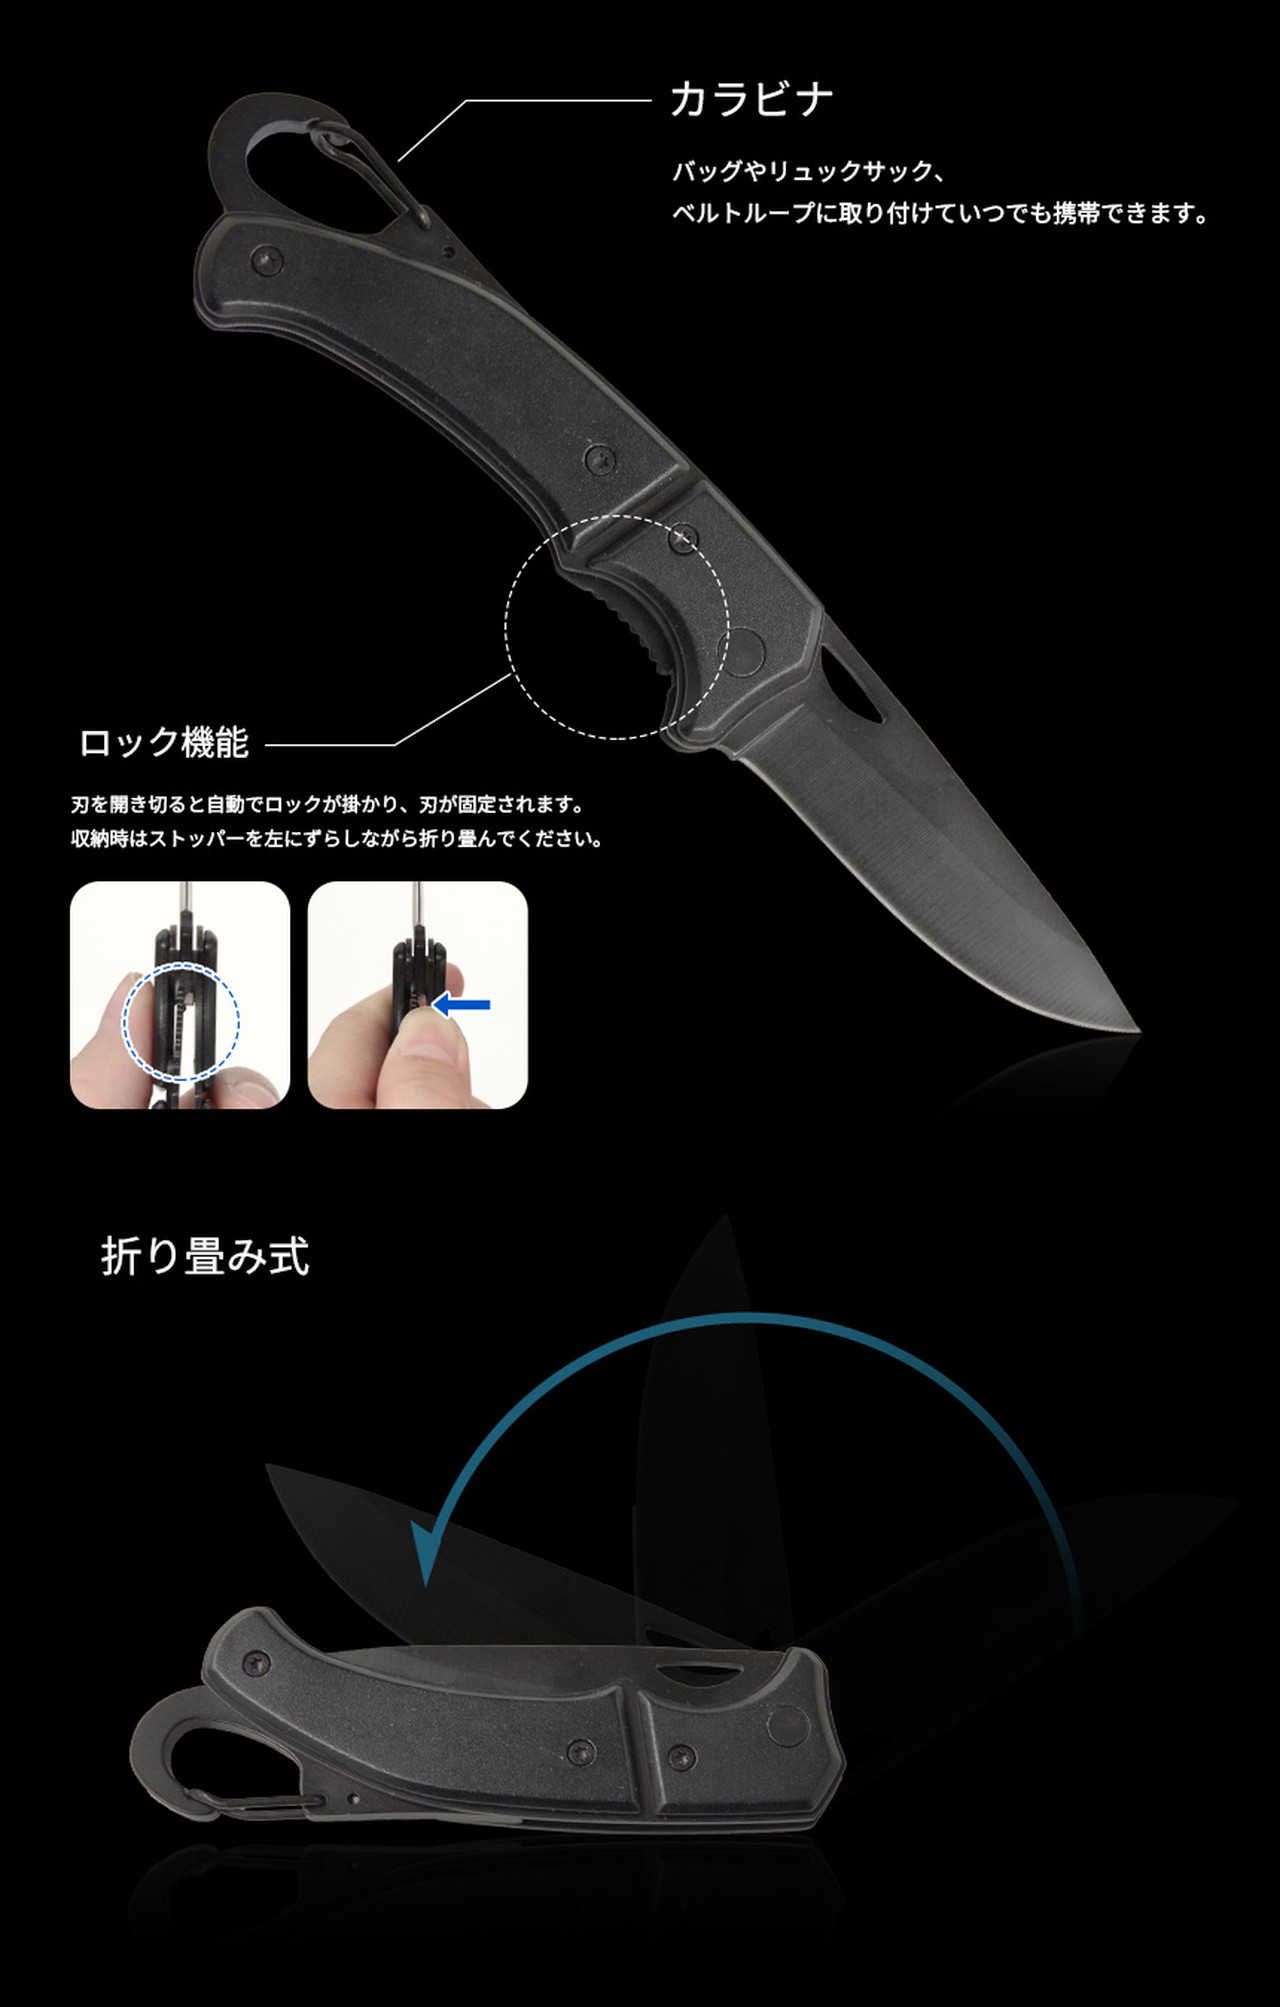 カラビナ
バッグやリュックサック、
ベルトループに取り付けていつでも携帯できます。
ロック機能
刃を開き切ると自動でロックが掛かり、刃が固定されます。
収納時はストッパーを左にずらしながら折り畳んでください。
折り畳み式